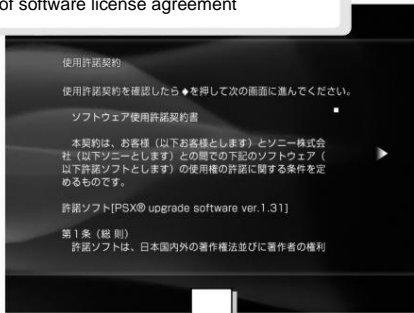 of software license agreement
使用許諾契約
使用許諾契約を確認したら♦を押して次の画面に進んでください。
ソフトウェア使用許諾契約書
本契約は、お客様（以下お客様とします）とソニー株式会
社（以下ソニーとします）との間での下記のソフトウェア（
以下許諾ソフトとします）の使用権の許諾に関する条件を定
めるものです。
許諾ソフト[PSX® upgrade software ver.1.31]
第１条（総 則）
許諾ソフトは、日本国内外の著作権法並びに著作者の権利